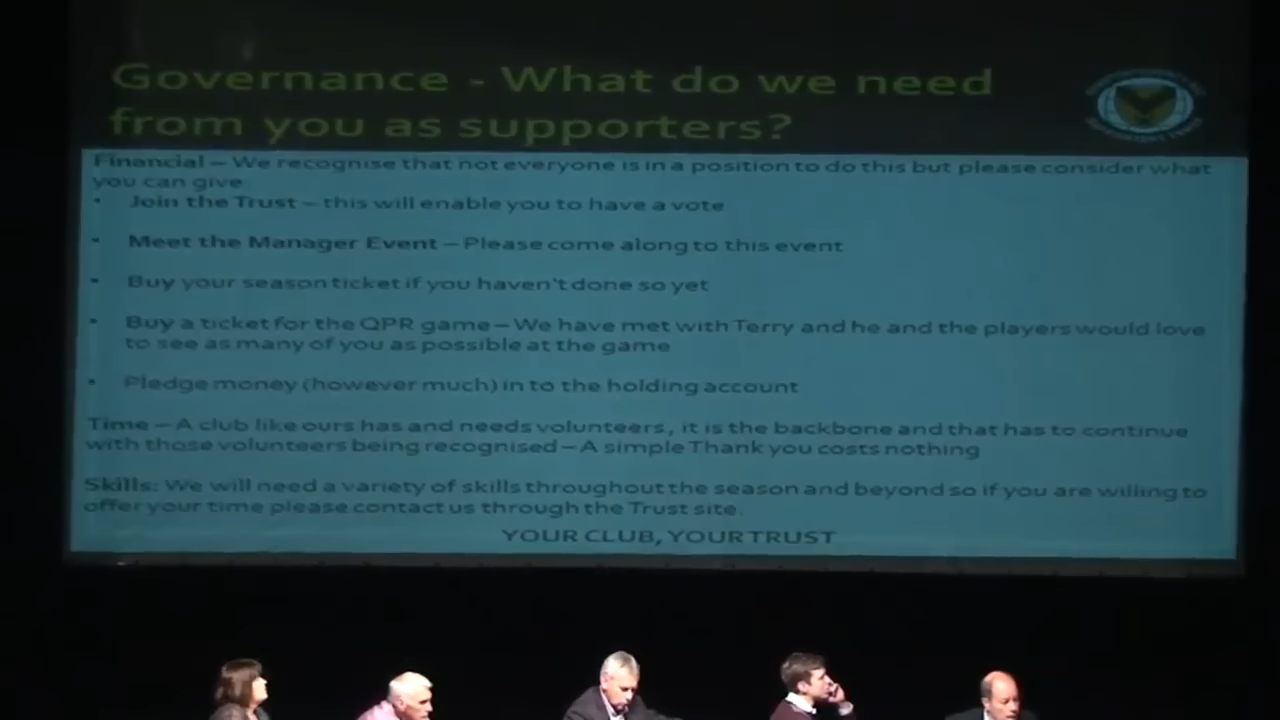 Governance - What do we need
from you as supporters?
Financial – We recognise that not everyone is in a position to do this but please consider what
you can give
• Join the Trust – this will enable you to have a vote
• Meet the Manager Event – Please come along to this event
• Buy your season ticket if you haven't done so yet
• Buy a ticket for the QPR game – We have met with Terry and he and the players would love
to see as many of you as possible at the game
• Pledge money (however much) in to the holding account
Time – A club like ours has and needs volunteers, it is the backbone and that has to continue
with those volunteers being recognised – A simple Thank you costs nothing
Skills: We will need a variety of skills throughout the season and beyond so if you are willing to
offer your time please contact us through the Trust site.
YOUR CLUB, YOUR TRUST